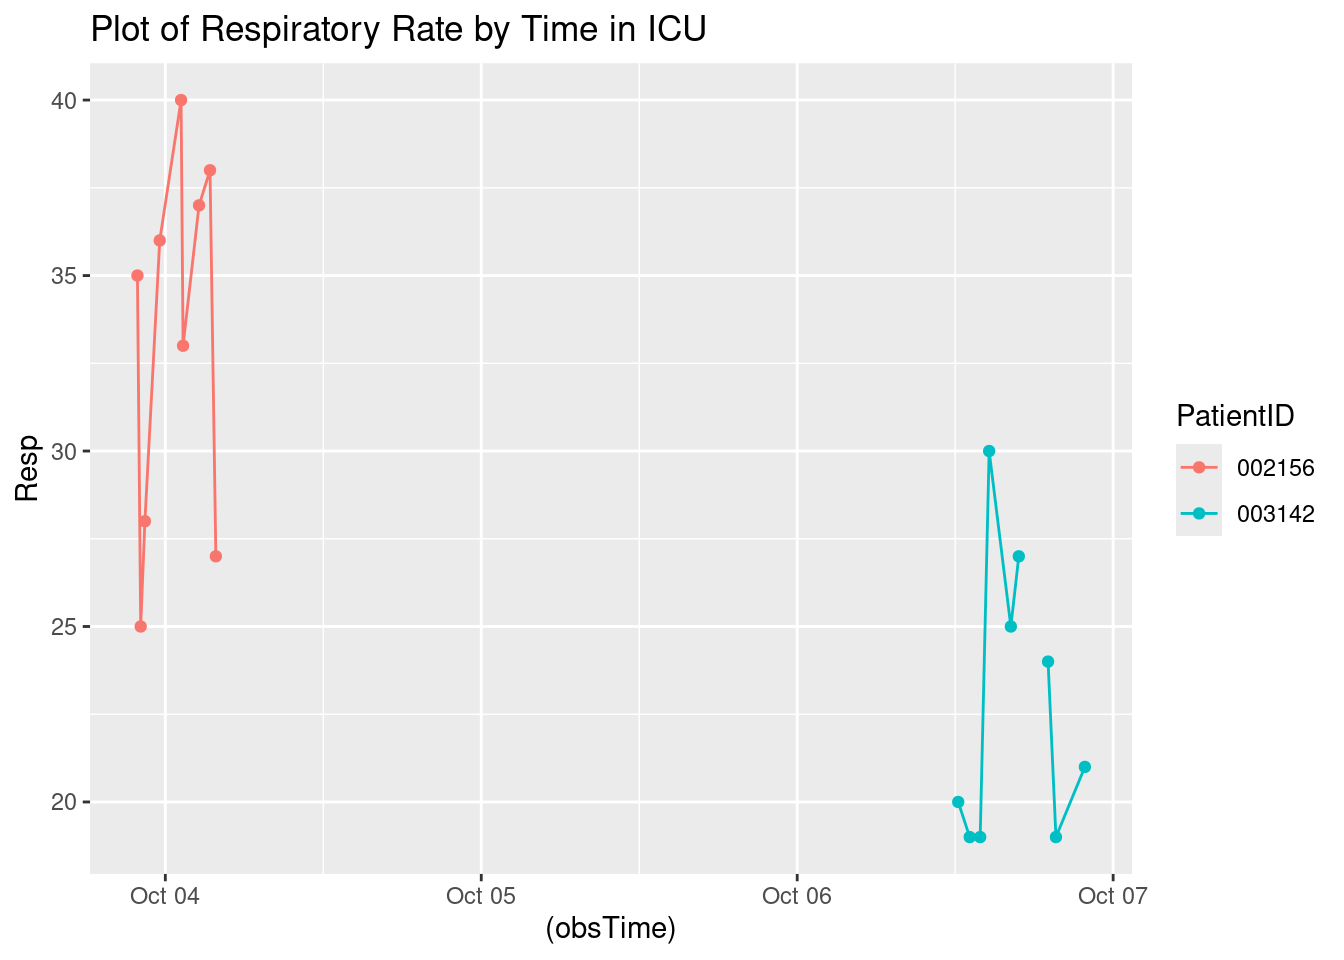 Plot of Respiratory Rate by Time in ICU
40
35
30
25
20
Resp
Oct 04 Oct 05 Oct 06 Oct 07
(obsTime)
PatientID
002156
003142